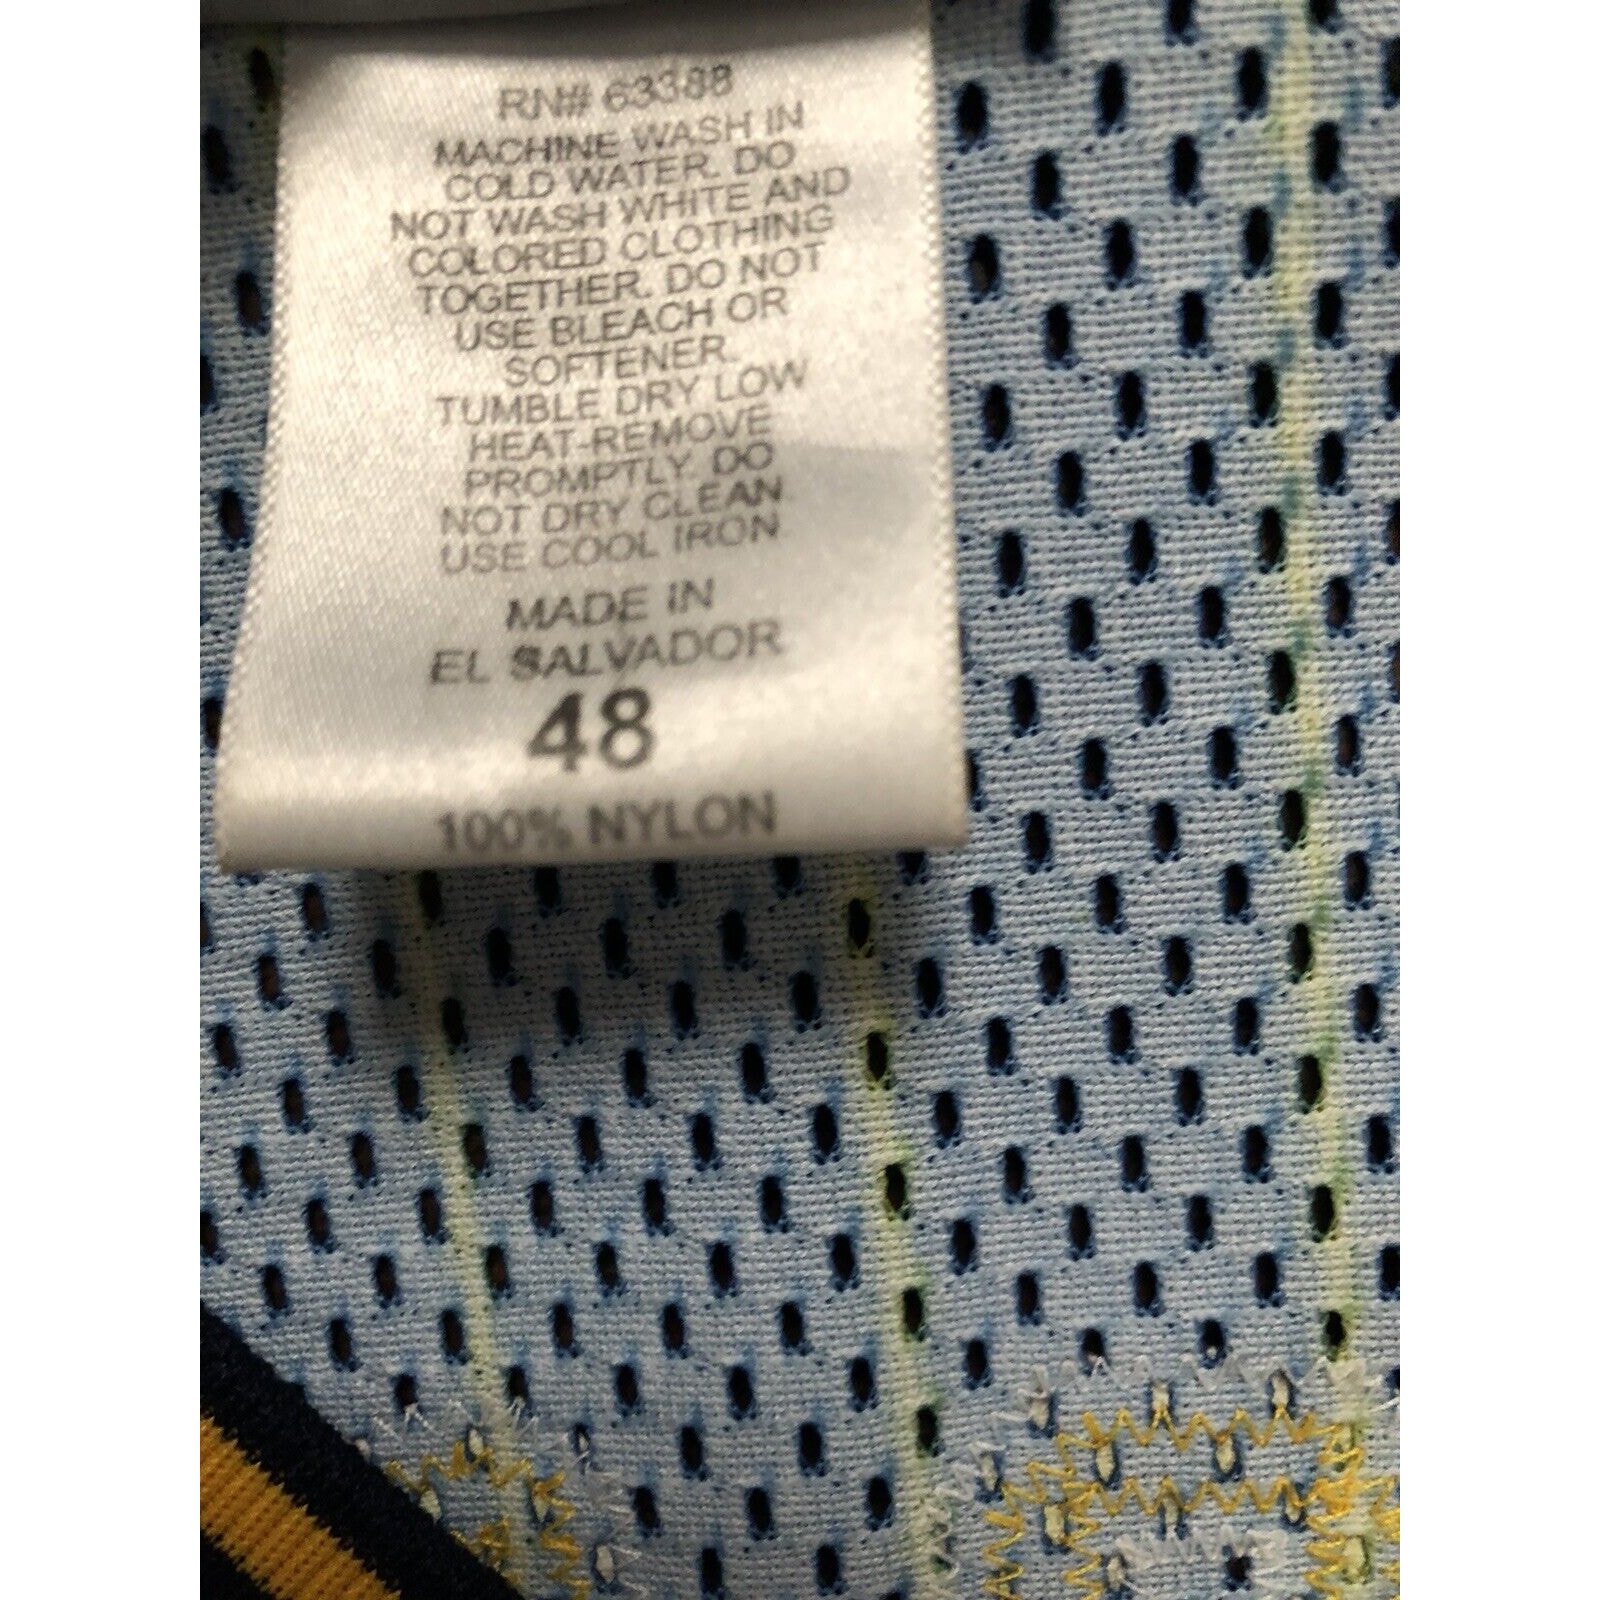 RN# 63388
MACHINE WASH IN
COLD WATER. DO
NOT WASH WHITE AND
COLORED CLOTHING
TOGETHER. DO NOT
USE BLEACH OR
SOFTENER.
TUMBLE DRY LOW
HEAT-REMOVE
PROMPTLY. DO
NOT DRY CLEAN.
USE COOL IRON.
MADE IN
EL SALVADOR
48
100% NYLON